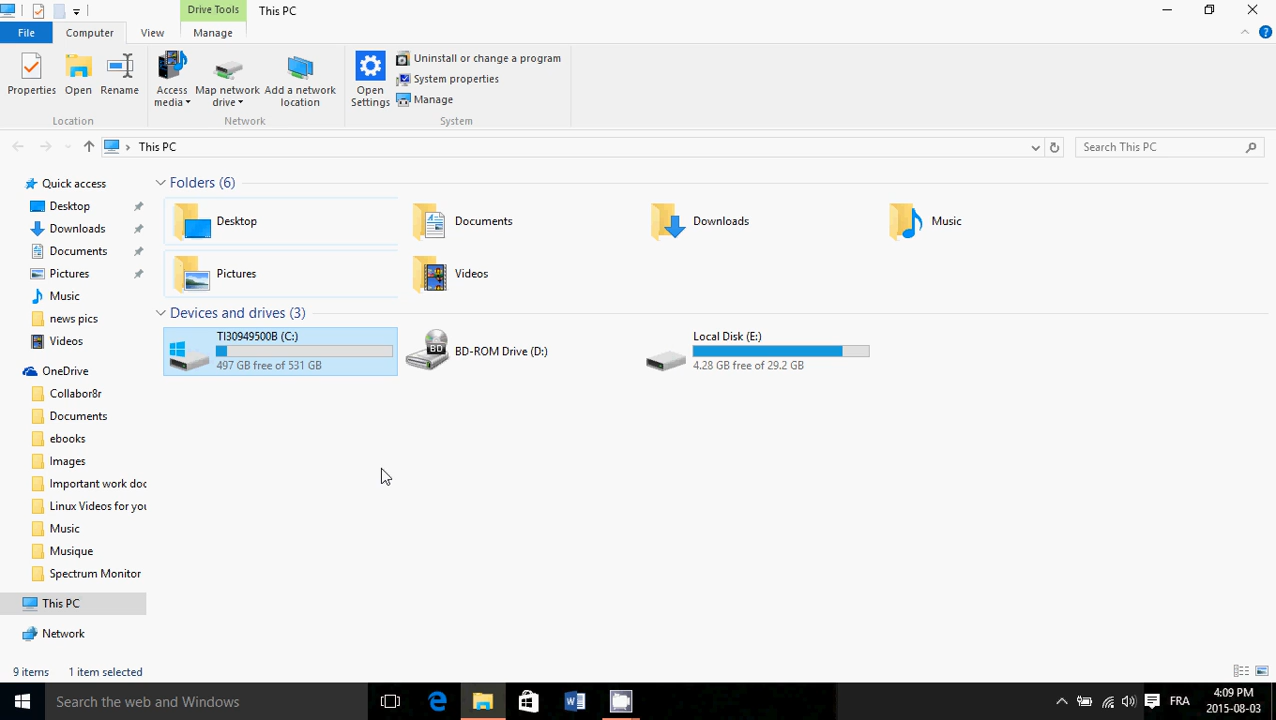 Drive Tools
This PC
File
Computer
View
Manage
Properties
Open
Rename
Access media
Map network drive
Add a network location
Open Settings
Uninstall or change a program
System properties
Manage
Location
Network
System
This PC
Search This PC
Quick access
Desktop
Downloads
Documents
Pictures
Music
news pics
Videos
OneDrive
Collabor8r
Documents
ebooks
Images
Important work doc
Linux Videos for you
Music
Musique
Spectrum Monitor
This PC
Network
Folders (6)
Desktop
Documents
Downloads
Music
Pictures
Videos
Devices and drives (3)
TI30949500B (C:)
497 GB free of 531 GB
BD
BD-ROM Drive (D:)
Local Disk (E:)
4.28 GB free of 29.2 GB
9 items
1 item selected
Search the web and Windows
FRA
4:09 PM
2015-08-03